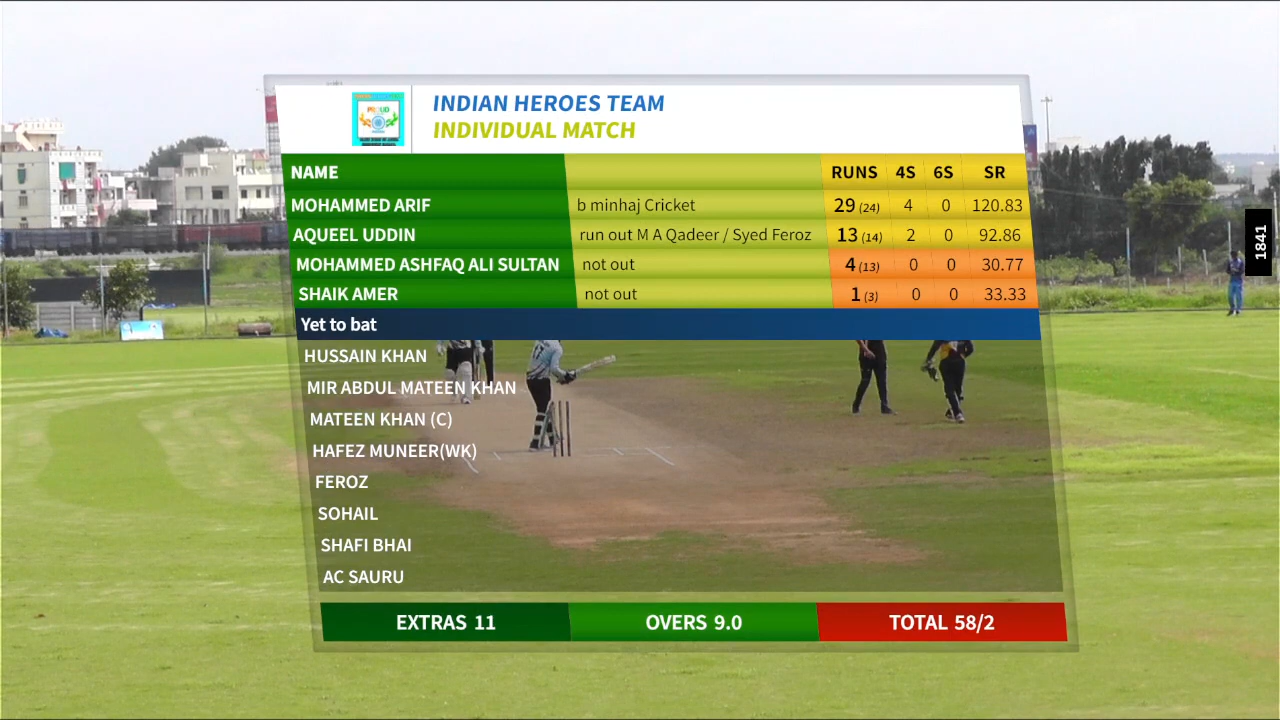 INDIAN HEROES TEAM
INDIVIDUAL MATCH
NAME RUNS 4S 6S SR
MOHAMMED ARIF b minhaj Cricket 29 (24) 4 0 120.83
AQUEEL UDDIN run out M A Qadeer / Syed Feroz 13 (14) 2 0 92.86
MOHAMMED ASHFAQ ALI SULTAN not out 4 (13) 0 0 30.77
SHAIK AMER not out 1 (3) 0 0 33.33
Yet to bat
HUSSAIN KHAN
MIR ABDUL MATEEN KHAN
MATEEN KHAN (C)
HAFEZ MUNEER(WK)
FEROZ
SOHAIL
SHAFI BHAI
AC SAURU
EXTRAS 11 OVERS 9.0 TOTAL 58/2
1841